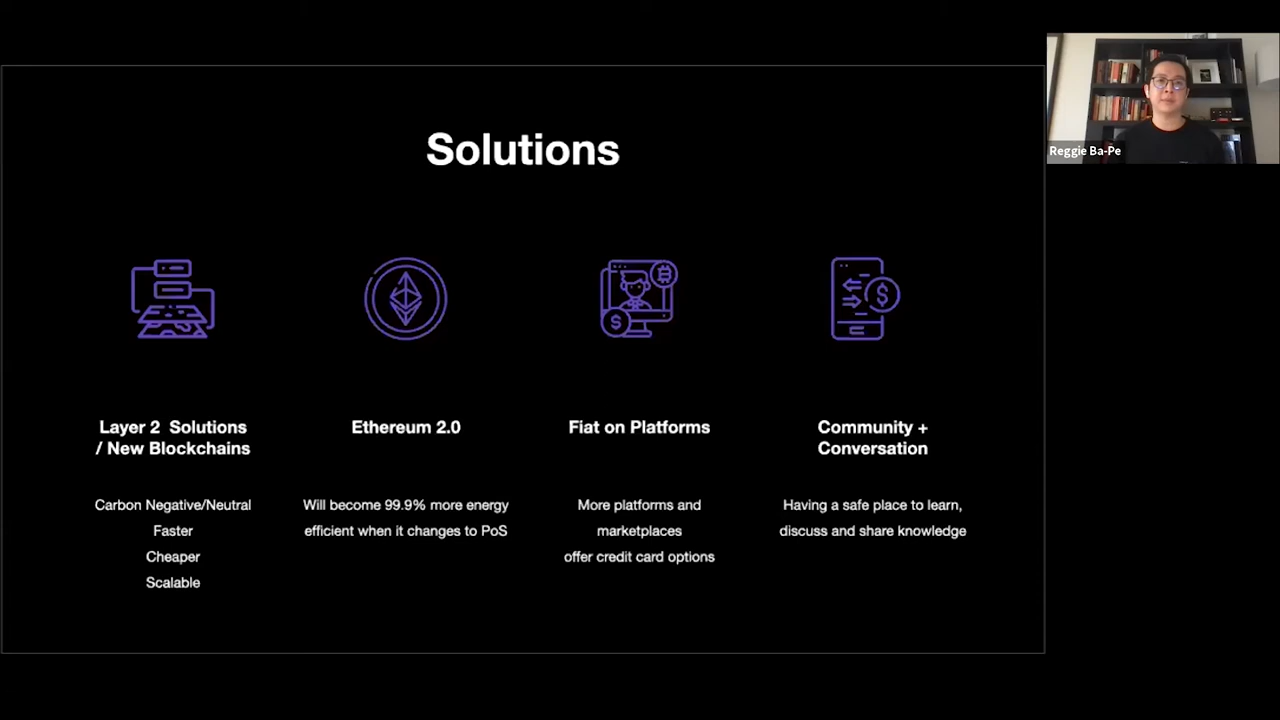 Solutions
Layer 2 Solutions
/ New Blockchains
Carbon Negative/Neutral
Faster
Cheaper
Scalable
Ethereum 2.0
Will become 99.9% more energy
efficient when it changes to PoS
Fiat on Platforms
More platforms and
marketplaces
offer credit card options
Community +
Conversation
Having a safe place to learn,
discuss and share knowledge
Reggie Ba-Pe